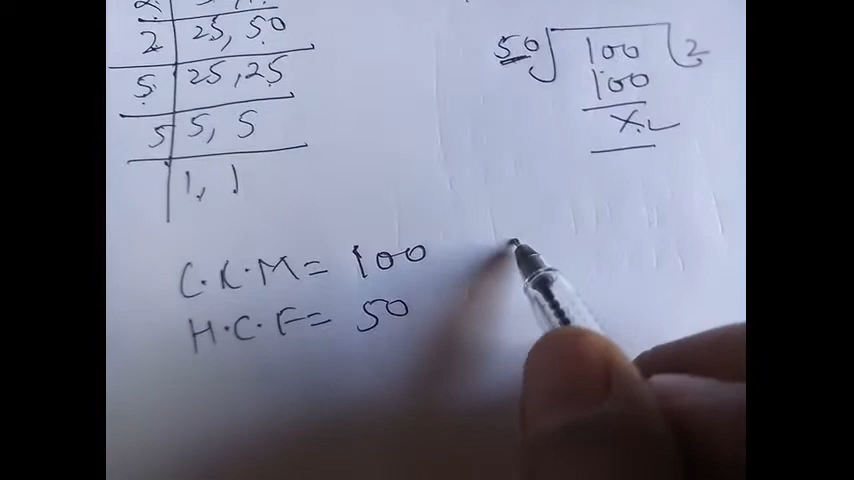 2 25, 50
5 25, 25
5 5, 5
1, 1
50 100 2
100
X
L.C.M = 100
H.C.F = 50